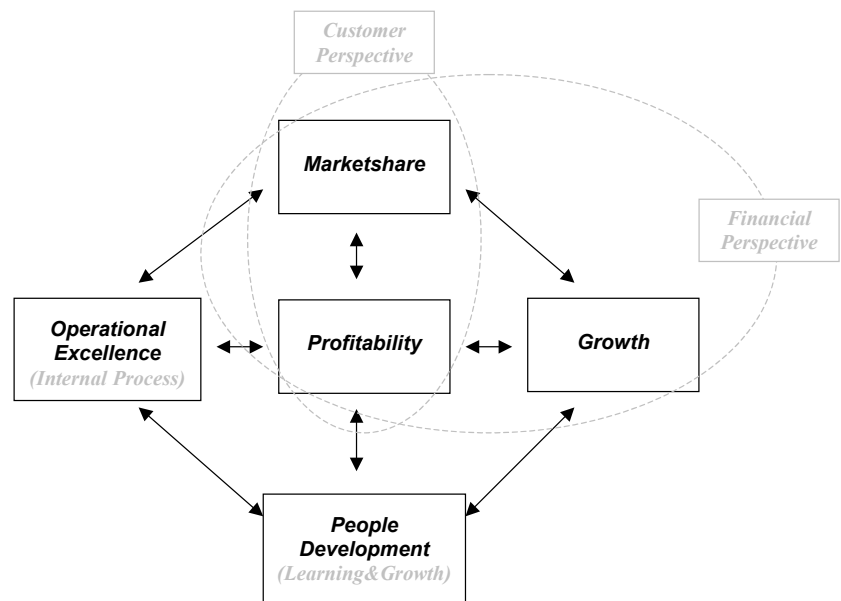 Customer
Perspective
Marketshare
Financial
Perspective
Operational
Excellence
(Internal Process)
Profitability
Growth
People
Development
(Learning&Growth)